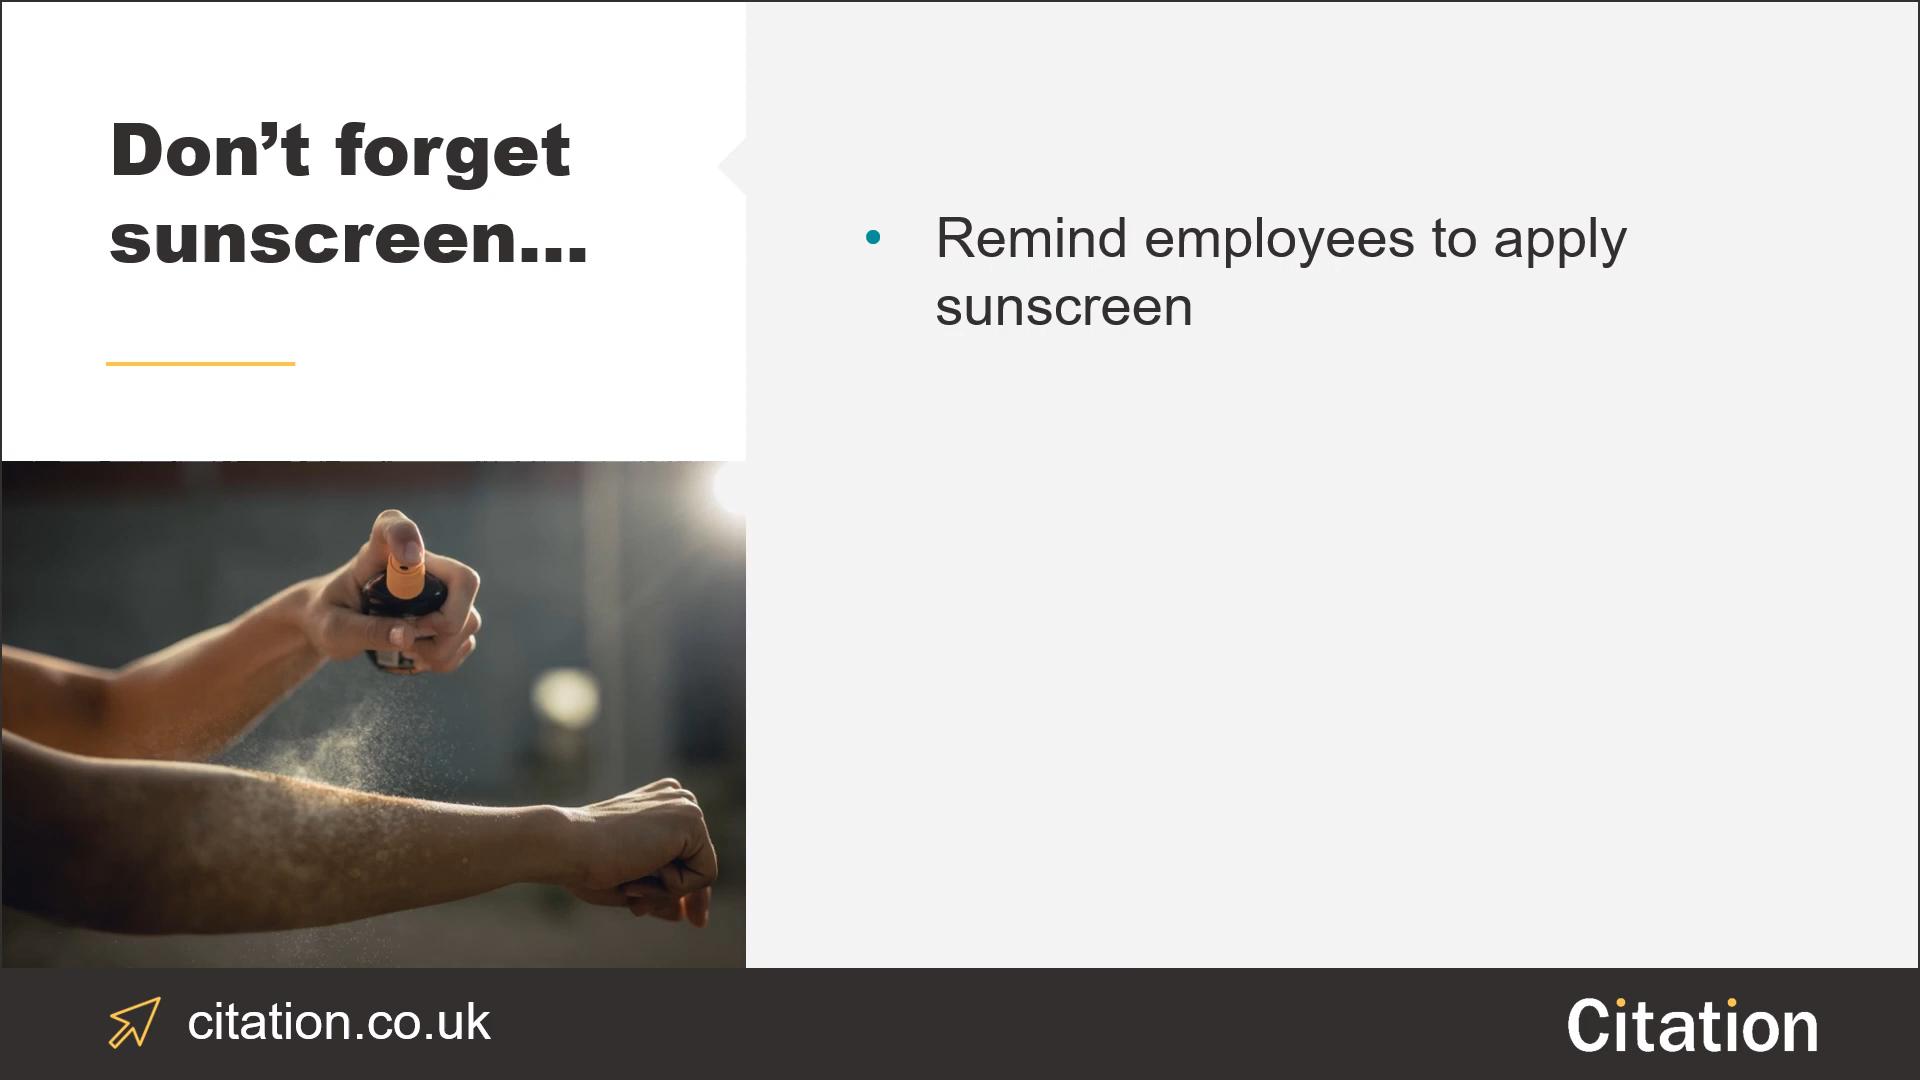 Don’t forget
sunscreen...
• Remind employees to apply
sunscreen
citation.co.uk
Citation